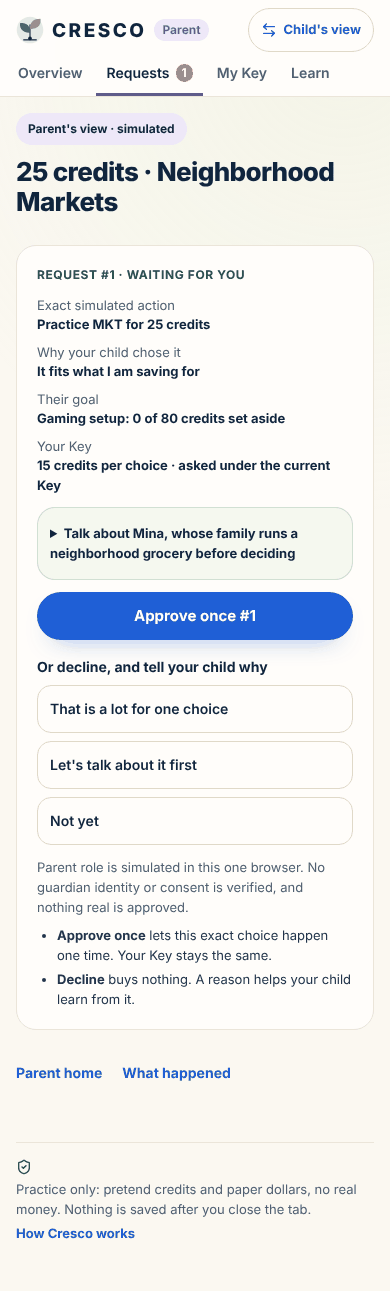 CRESCO Parent Child's view
Overview Requests 1 My Key Learn
Parent's view · simulated
25 credits · Neighborhood
Markets
REQUEST #1 · WAITING FOR YOU
Exact simulated action
Practice MKT for 25 credits
Why your child chose it
It fits what I am saving for
Their goal
Gaming setup: 0 of 80 credits set aside
Your Key
15 credits per choice · asked under the current
Key
Talk about Mina, whose family runs a
neighborhood grocery before deciding
Approve once #1
Or decline, and tell your child why
That is a lot for one choice
Let's talk about it first
Not yet
Parent role is simulated in this one browser. No
guardian identity or consent is verified, and
nothing real is approved.
• Approve once lets this exact choice happen
one time. Your Key stays the same.
• Decline buys nothing. A reason helps your child
learn from it.
Parent home What happened
Practice only: pretend credits and paper dollars, no real
money. Nothing is saved after you close the tab.
How Cresco works